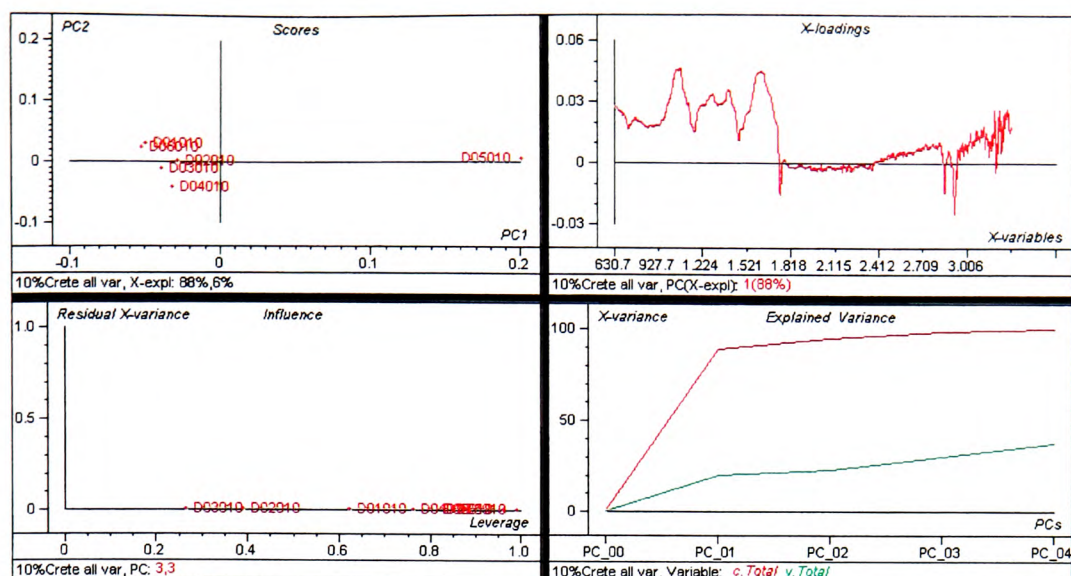 PC2
Scores
0.2
0.1
0
-0.1
D01010
D06010
D02010
D03010
D04010
D05010
PC1
-0.1 0 0.1 0.2
10%Crete all var, X-expl: 88%,6%
X-loadings
0.06
0.03
0
-0.03
X-variables
630.7 927.7 1.224 1.521 1.818 2.115 2.412 2.709 3.006
10%Crete all var, PC(X-expl): 1(88%)
Residual X-variance Influence
1.0
0.5
0
D03010 D02010 D01010
Leverage
0 0.2 0.4 0.6 0.8 1.0
10%Crete all var, PC: 3,3
X-variance Explained Variance
100
50
0
PCs
PC_00 PC_01 PC_02 PC_03 PC_04
10%Crete all var, Variable: c.Total v.Total